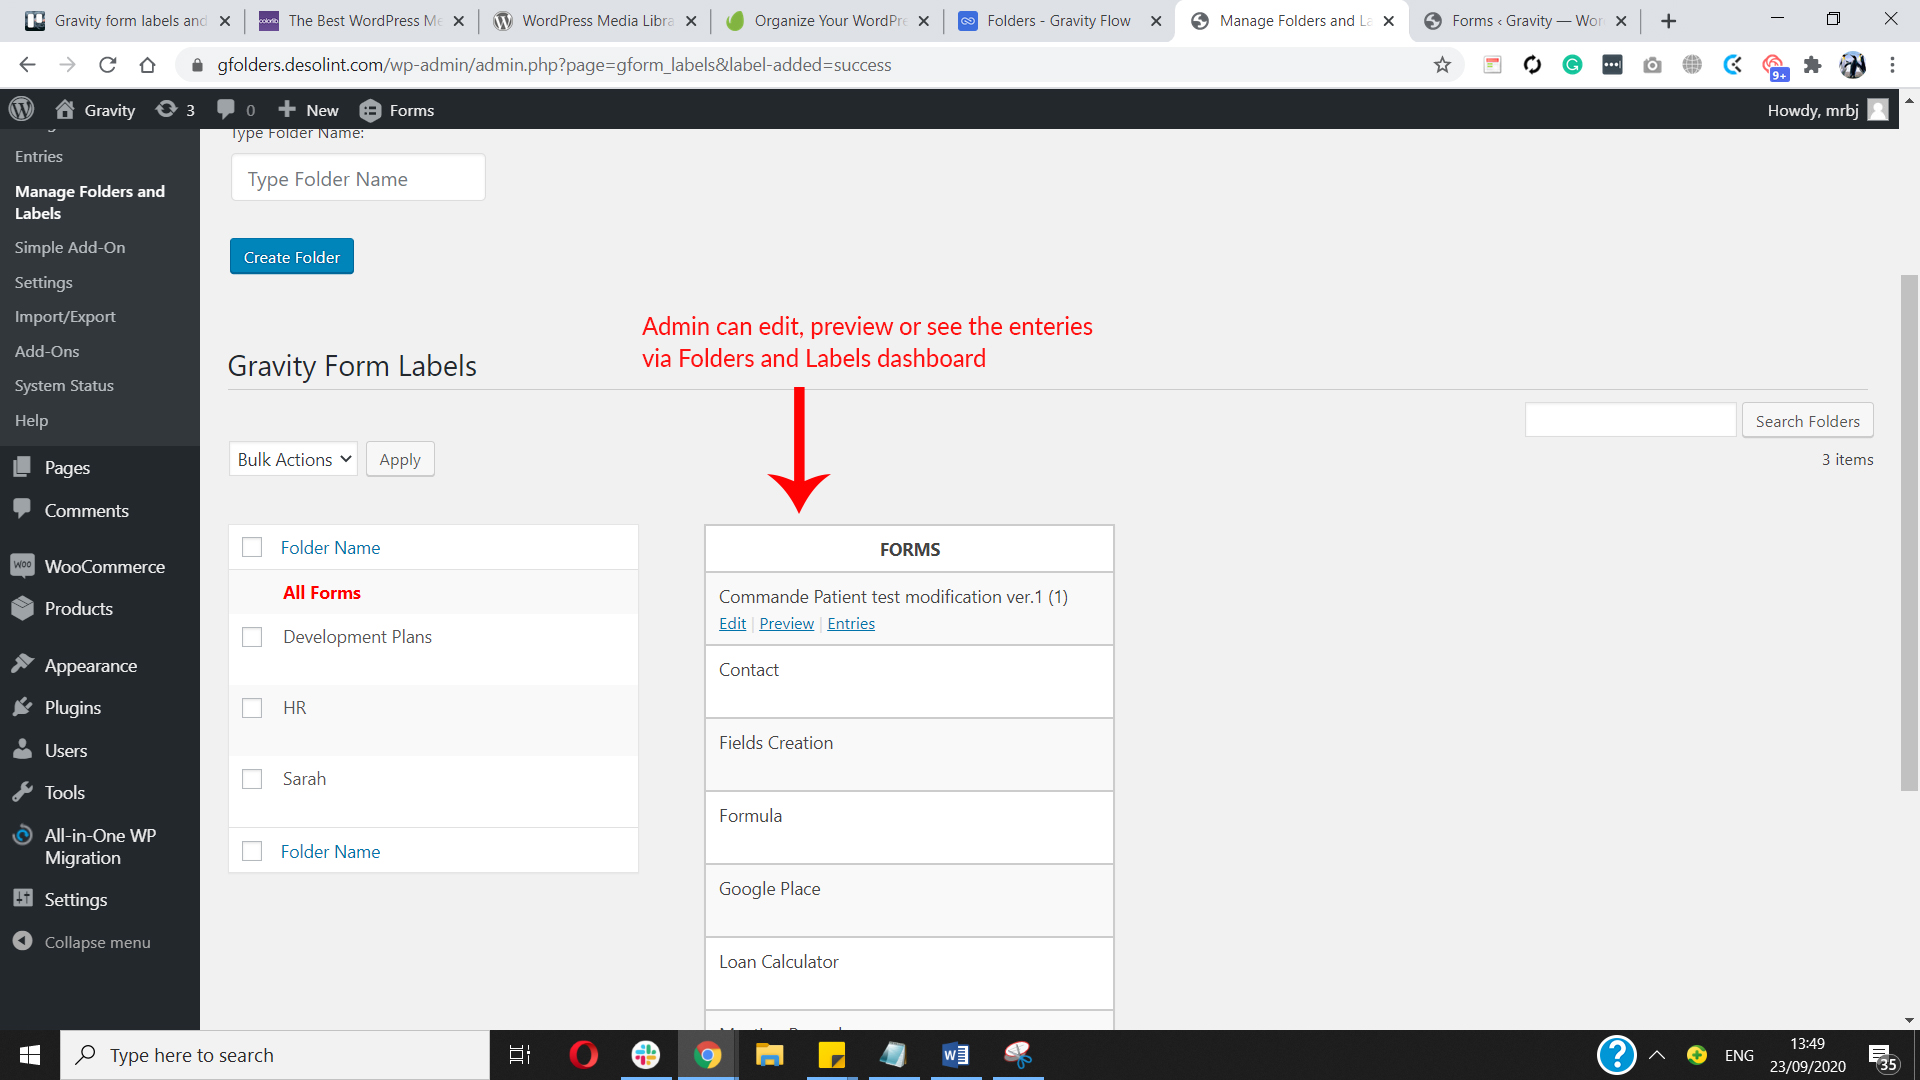 Gravity form labels and
colorlib The Best WordPress Me
WordPress Media Libra
Organize Your WordPre
Folders - Gravity Flow
Manage Folders and La
Forms ‹ Gravity — Wor
gfolders.desolint.com/wp-admin/admin.php?page=gform_labels&label-added=success
9+
Gravity 3 0 New Forms
Howdy, mrbj
Type Folder Name:
Entries
Manage Folders and
Labels
Simple Add-On
Settings
Import/Export
Add-Ons
System Status
Help
Pages
Comments
WOO WooCommerce
Products
Appearance
Plugins
Users
Tools
All-in-One WP
Migration
Settings
Collapse menu
Type Folder Name
Create Folder
Admin can edit, preview or see the enteries
via Folders and Labels dashboard
Gravity Form Labels
Search Folders
Bulk Actions Apply
3 items
Folder Name
All Forms
Development Plans
HR
Sarah
Folder Name
FORMS
Commande Patient test modification ver.1 (1)
Edit | Preview | Entries
Contact
Fields Creation
Formula
Google Place
Loan Calculator
Type here to search
ENG
13:49
23/09/2020
35